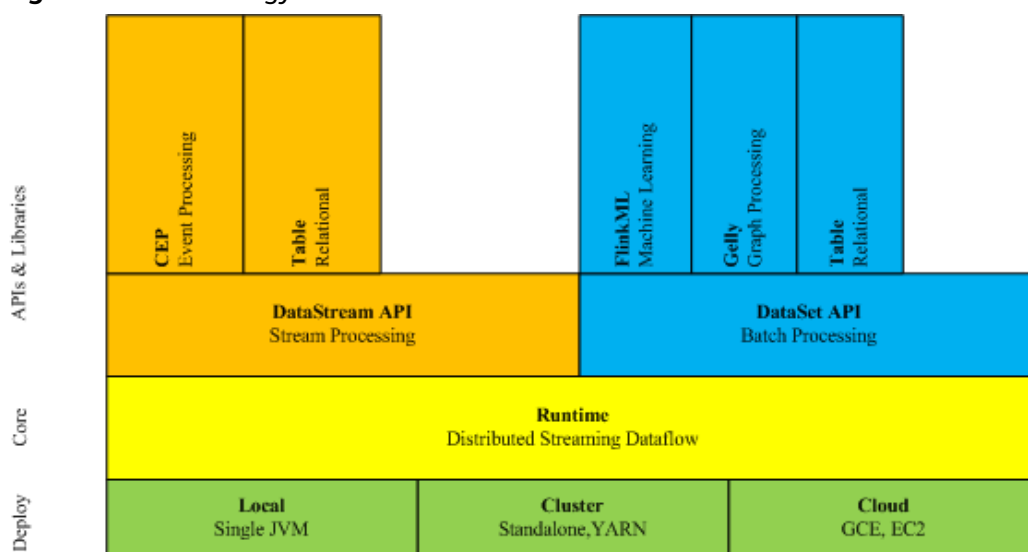 APIs & Libraries
CEP
Event Processing
Table
Relational
FlinkML
Machine Learning
Gelly
Graph Processing
Table
Relational
DataStream API
Stream Processing
DataSet API
Batch Processing
Core
Runtime
Distributed Streaming Dataflow
Deploy
Local
Single JVM
Cluster
Standalone,YARN
Cloud
GCE, EC2